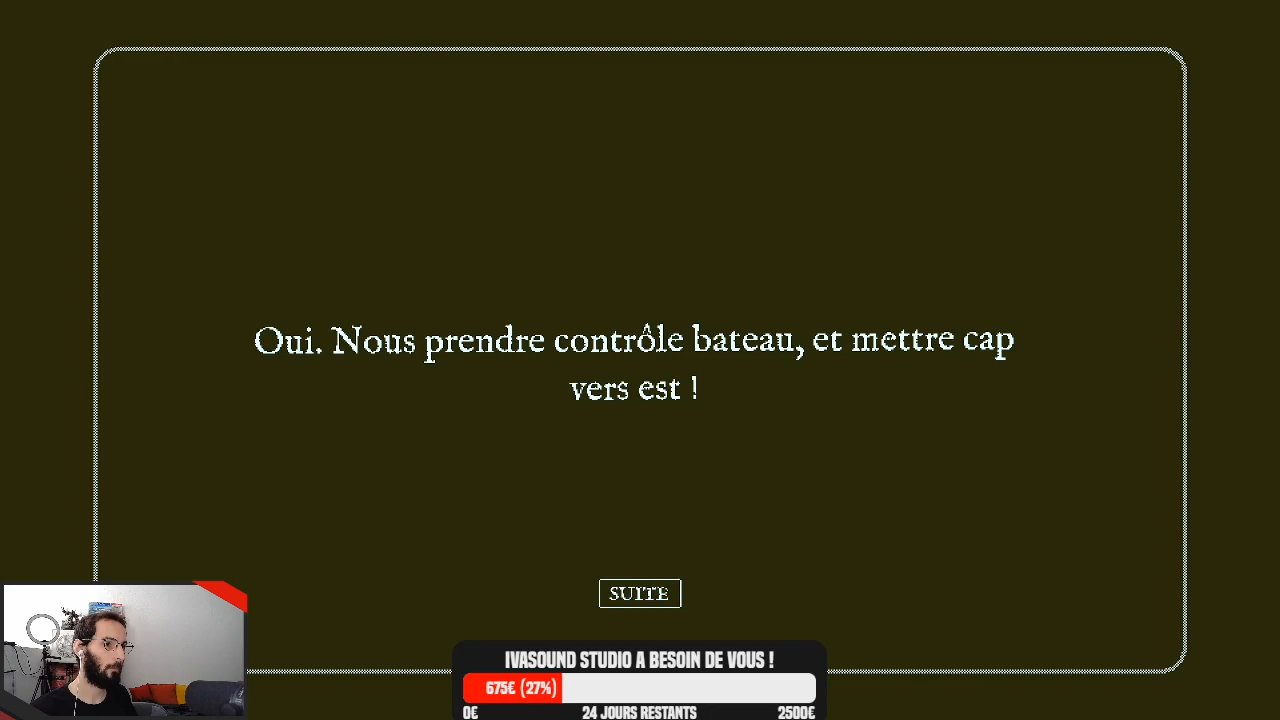 Oui. Nous prendre contrôle bateau, et mettre cap
vers est !
SUITE
IVASOUND STUDIO A BESOIN DE VOUS !
675€ (27%)
0€ 24 JOURS RESTANTS 2500€